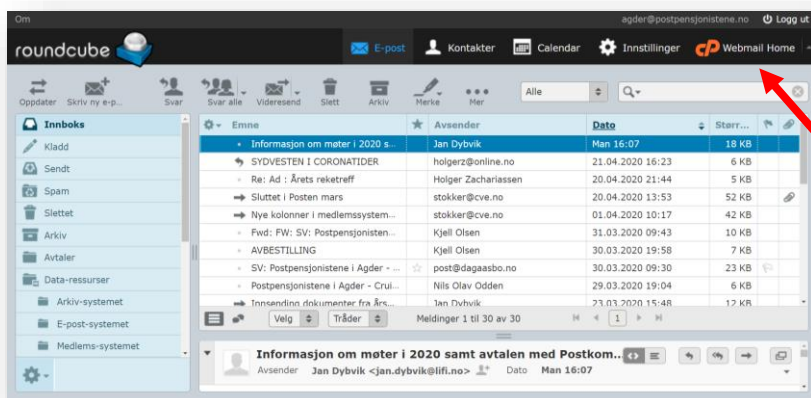 Om agder@postpensjonistene.no Logg ut
roundcube E-post Kontakter Calendar Innstillinger cP Webmail Home
Oppdater Skriv ny e-p... Svar Svar alle Videresend Slett Arkiv Merke Mer Alle
Innboks Emne Avsender Dato Størr...
Kladd Informasjon om møter i 2020 s... Jan Dybvik Man 16:07 18 KB
Sendt SYDVESTEN I CORONATIDER holgerz@online.no 21.04.2020 16:23 6 KB
Spam Re: Ad : Årets reketreff Holger Zachariassen 20.04.2020 21:44 5 KB
Slettet Sluttet i Posten mars stokker@cve.no 20.04.2020 13:53 52 KB
Arkiv Nye kolonner i medlemssystem... stokker@cve.no 01.04.2020 10:17 42 KB
Avtaler Fwd: FW: SV: Postpensjonisten... Kjell Olsen 31.03.2020 09:43 10 KB
Data-ressurser AVBESTILLING Kjell Olsen 30.03.2020 19:58 7 KB
Arkiv-systemet SV: Postpensjonistene i Agder - ... post@dagaasbo.no 30.03.2020 09:30 23 KB
E-post-systemet Postpensjonistene i Agder - Crui... Nils Olav Odden 29.03.2020 19:04 6 KB
Medlems-systemet Innsending dokumenter fra Års... Jan Dybvik 23.03.2020 15:48 12 KB
Velg Tråder Meldinger 1 til 30 av 30 1
Informasjon om møter i 2020 samt avtalen med Postkom...
Avsender Jan Dybvik <jan.dybvik@lifi.no> Dato Man 16:07